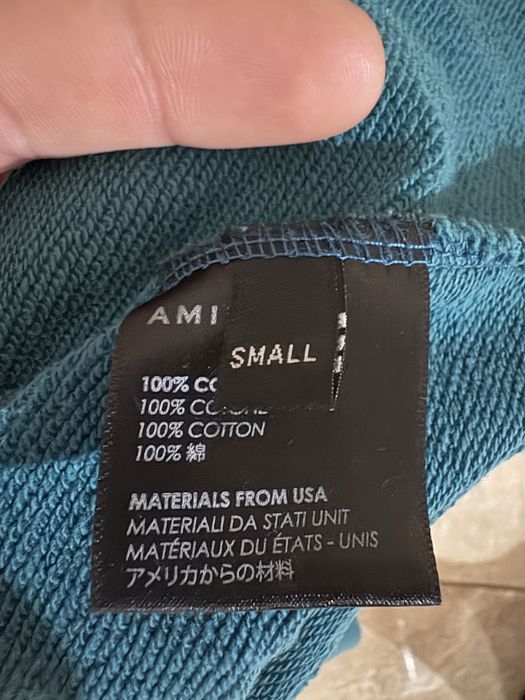 AMI
SMALL
100% CO
100% CO
100% COTTON
100% 綿
MATERIALS FROM USA
MATERIALI DA STATI UNIT
MATÉRIAUX DU ÉTATS - UNIS
アメリカからの材料